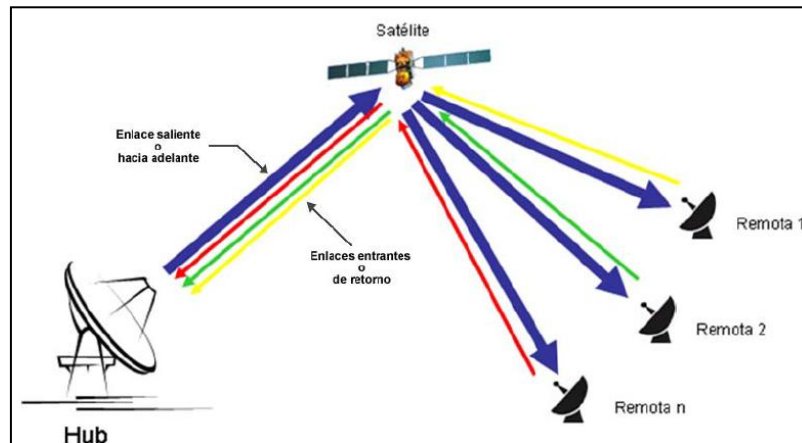 Satélite
Enlace saliente
o
hacia adelante
Enlaces entrantes
o
de retorno
Remota 1
Remota 2
Remota n
Hub